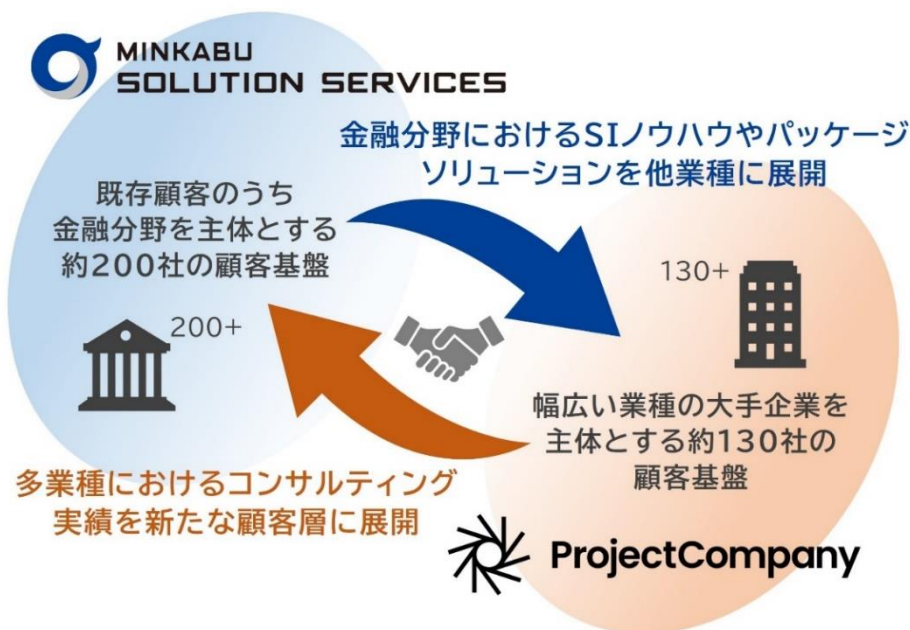 MINKABU
SOLUTION SERVICES
金融分野におけるSIノウハウやパッケージ
ソリューションを他業種に展開
既存顧客のうち
金融分野を主体とする
約200社の顧客基盤
200+
130+
幅広い業種の大手企業を
主体とする約130社の
顧客基盤
多業種におけるコンサルティング
実績を新たな顧客層に展開
ProjectCompany